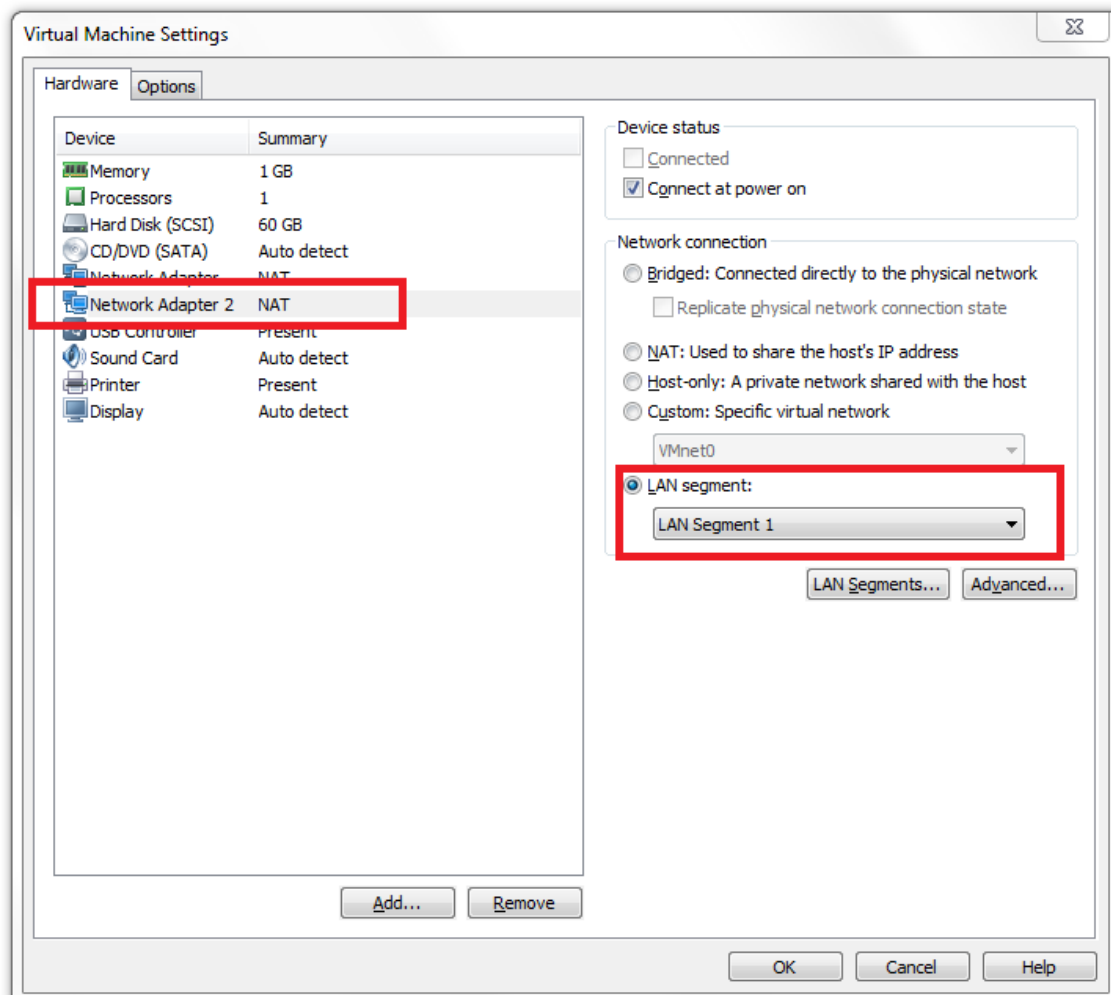 Virtual Machine Settings
Hardware Options
Device Summary
Memory 1 GB
Processors 1
Hard Disk (SCSI) 60 GB
CD/DVD (SATA) Auto detect
Network Adapter NAT
Network Adapter 2 NAT
USB Controller Present
Sound Card Auto detect
Printer Present
Display Auto detect
Add... Remove
Device status
Connected
Connect at power on
Network connection
Bridged: Connected directly to the physical network
Replicate physical network connection state
NAT: Used to share the host's IP address
Host-only: A private network shared with the host
Custom: Specific virtual network
VMnet0
LAN segment:
LAN Segment 1
LAN Segments... Advanced...
OK Cancel Help